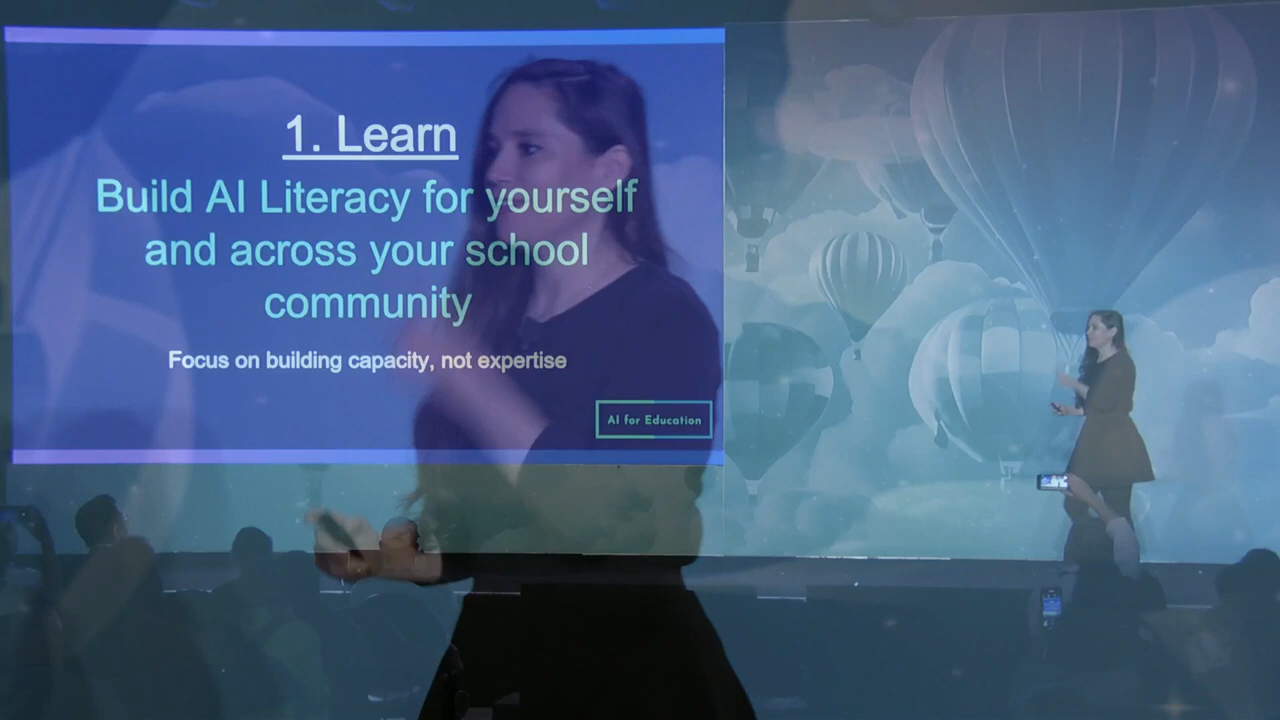 1. Learn
Build AI Literacy for yourself
and across your school
community
Focus on building capacity, not expertise
AI for Education